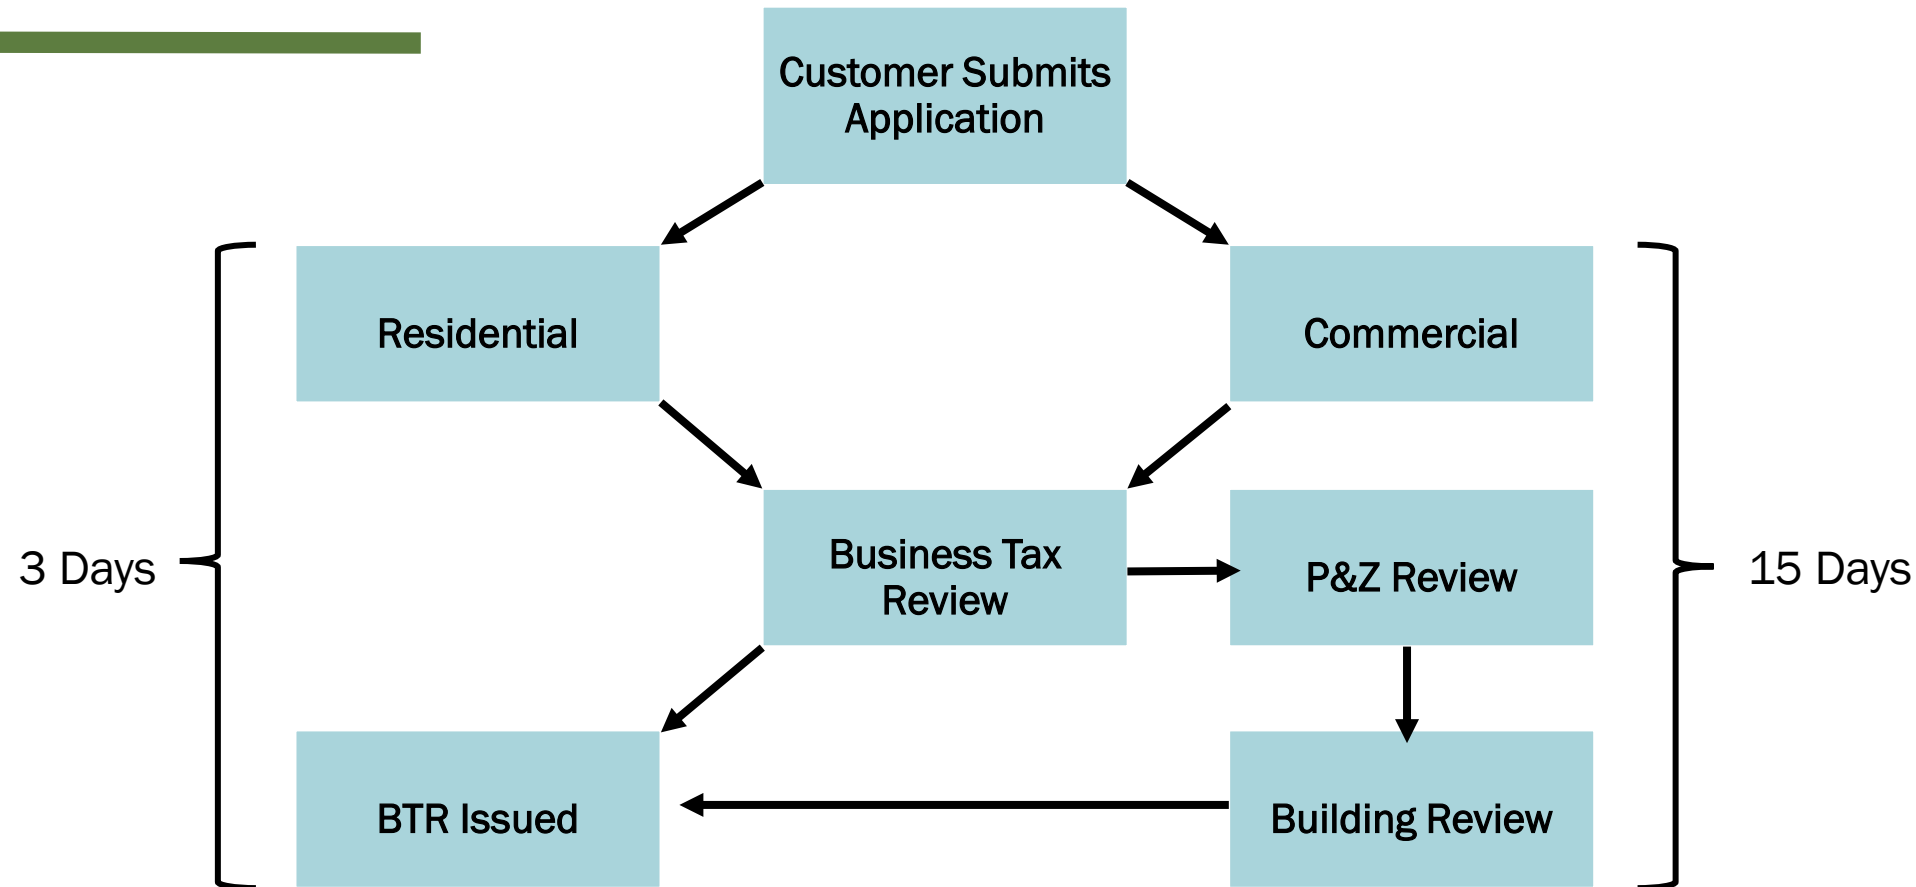 Customer Submits
Application
Residential
Commercial
3 Days
Business Tax
Review
P&Z Review
15 Days
BTR Issued
Building Review